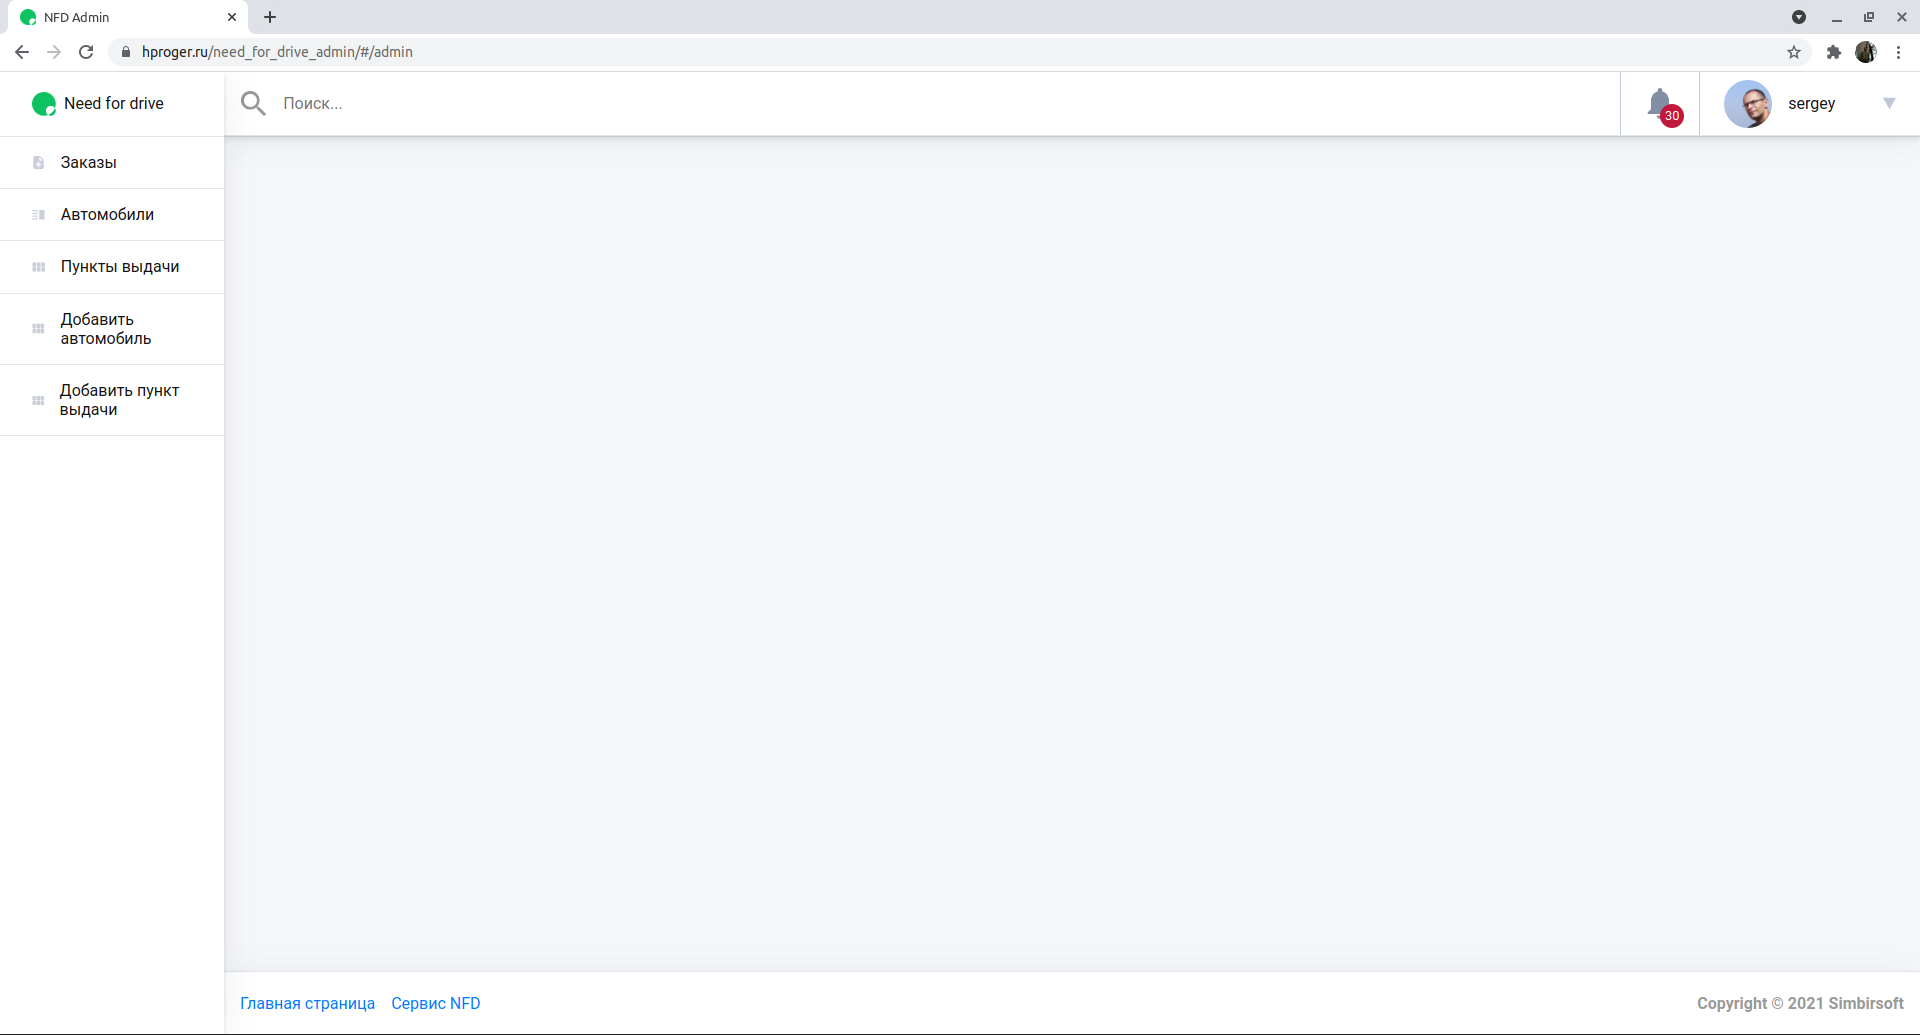 NFD Admin
hproger.ru/need_for_drive_admin/#/admin
Need for drive
Поиск...
30
sergey
Заказы
Автомобили
Пункты выдачи
Добавить
автомобиль
Добавить пункт
выдачи
Главная страница Сервис NFD
Copyright © 2021 Simbirsoft